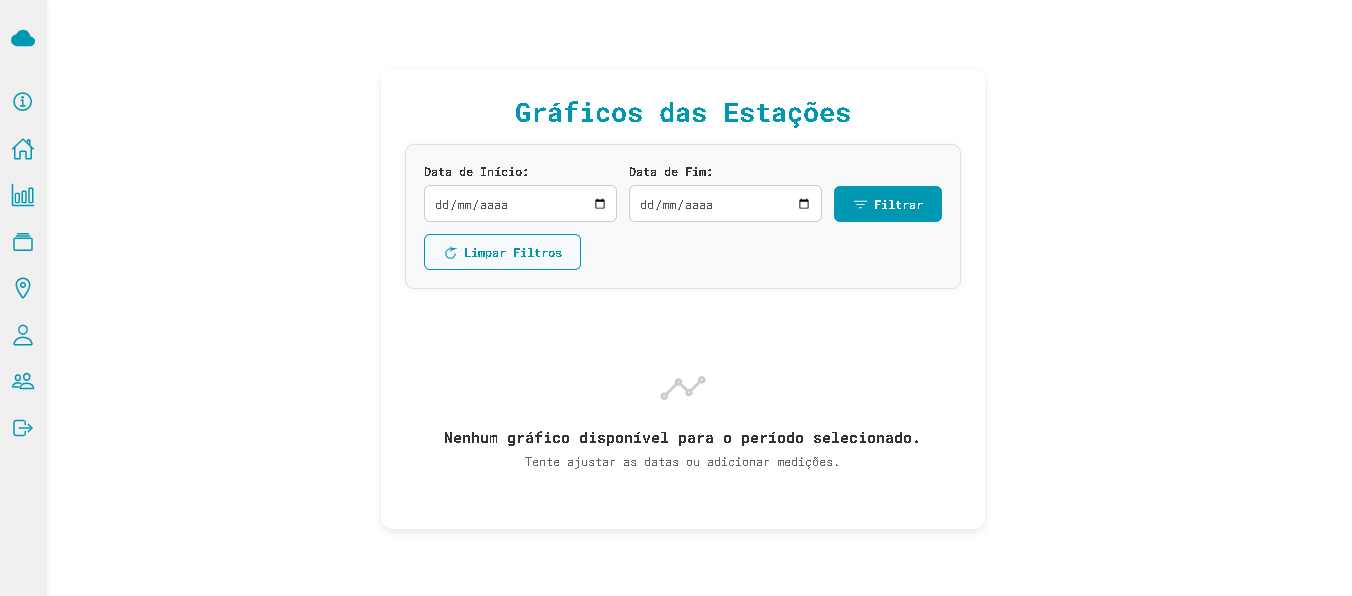 Gráficos das Estações
Data de Início:
Data de Fim:
dd/mm/aaaa
dd/mm/aaaa
Filtrar
Limpar Filtros
Nenhum gráfico disponível para o período selecionado.
Tente ajustar as datas ou adicionar medições.